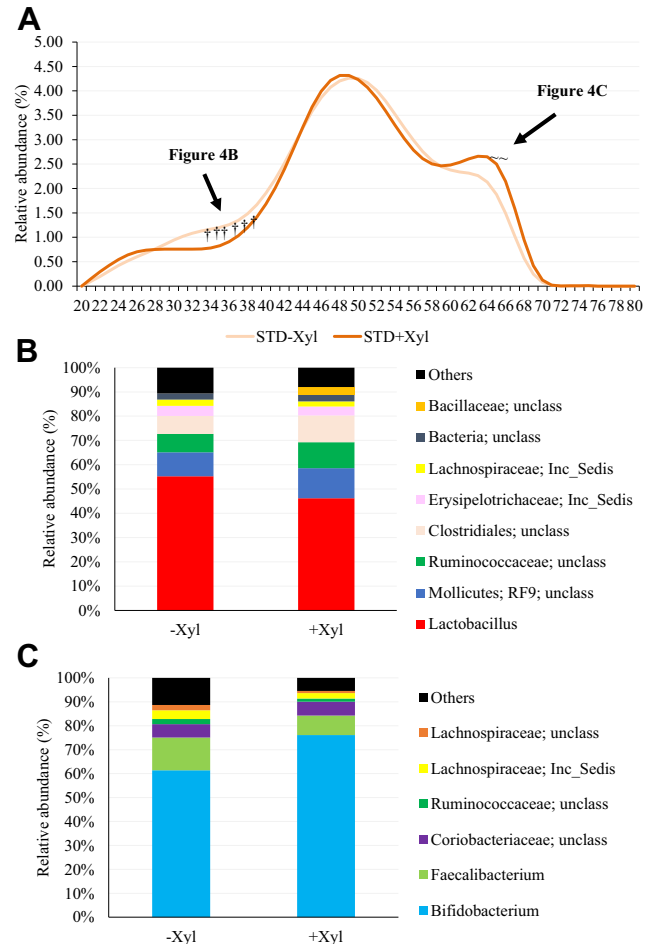 A
5.00
4.50
4.00
3.50
3.00
2.50
2.00
1.50
1.00
0.50
0.00
Relative abundance (%)
Figure 4B
Figure 4C
† †† † † †
~~
20 22 24 26 28 30 32 34 36 38 40 42 44 46 48 50 52 54 56 58 60 62 64 66 68 70 72 74 76 78 80
STD-Xyl STD+Xyl
B
100%
90%
80%
70%
60%
50%
40%
30%
20%
10%
0%
Relative abundance (%)
-Xyl +Xyl
Others
Bacillaceae; unclass
Bacteria; unclass
Lachnospiraceae; Inc_Sedis
Erysipelotrichaceae; Inc_Sedis
Clostridiales; unclass
Ruminococcaceae; unclass
Mollicutes; RF9; unclass
Lactobacillus
C
100%
90%
80%
70%
60%
50%
40%
30%
20%
10%
0%
Relative abundance (%)
-Xyl +Xyl
Others
Lachnospiraceae; unclass
Lachnospiraceae; Inc_Sedis
Ruminococcaceae; unclass
Coriobacteriaceae; unclass
Faecalibacterium
Bifidobacterium